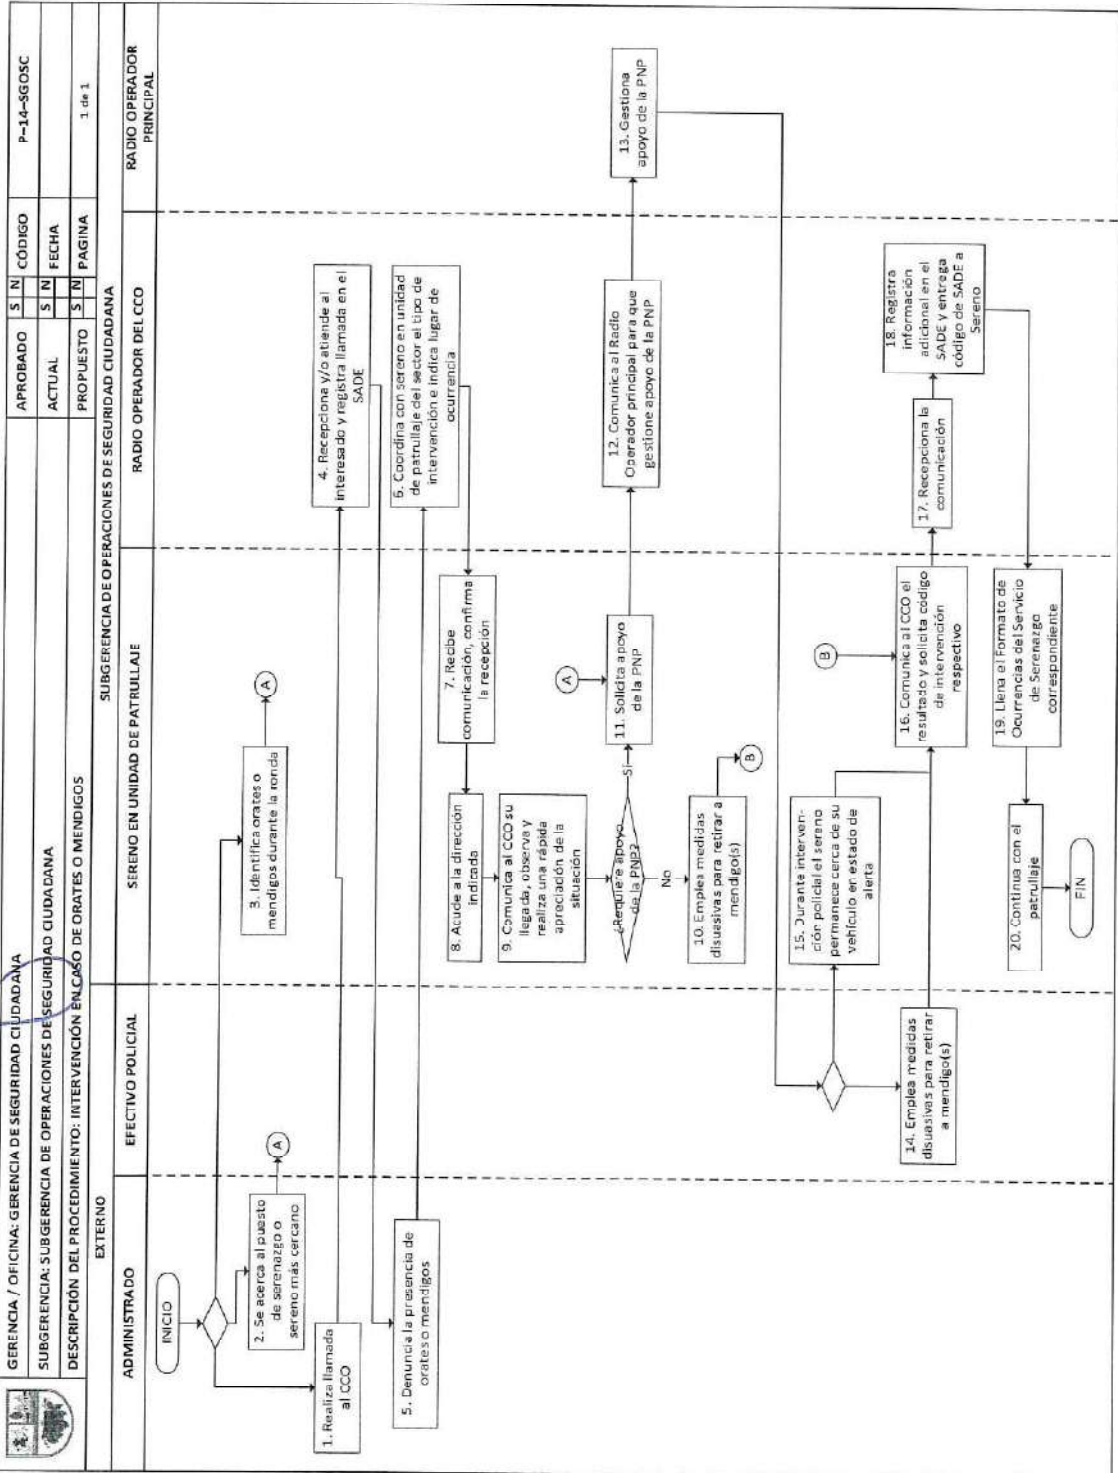 GERENCIA / OFICINA: GERENCIA DE SEGURIDAD CIUDADANA
APROBADO
S N
CÓDIGO
P-14-SGOSC
SUBGERENCIA: SUBGERENCIA DE OPERACIONES DE SEGURIDAD CIUDADANA
ACTUAL
S N
FECHA
DESCRIPCIÓN DEL PROCEDIMIENTO: INTERVENCIÓN EN CASO DE ORATES O MENDIGOS
PROPUESTO
S N
PAGINA
1 de 1
EXTERNO
SUBGERENCIA DE OPERACIONES DE SEGURIDAD CIUDADANA
ADMINISTRADO
EFECTIVO POLICIAL
SERENO EN UNIDAD DE PATRULLAJE
RADIO OPERADOR DEL CCO
RADIO OPERADOR
PRINCIPAL
INICIO
1. Realiza llamada
al CCO
2. Se acerca al puesto
de serenazgo o
sereno más cercano
A
3. Identifica orates o
mendigos durante la ronda
A
4. Recepciona y/o atiende al
interesado y registra llamada en el
SADE
5. Denuncia la presencia de
orates o mendigos
6. Coordina con sereno en unidad
de patrullaje del sector el tipo de
intervención e indica lugar de
ocurrencia
7. Recibe
comunicación, confirma
la recepción
8. Acude a la dirección
indicada
9. Comunica al CCO su
llegada, observa y
realiza una rápida
apreciación de la
situación
¿Requiere apoyo
de la PNP?
Si
No
10. Emplea medidas
disuasivas para retirar a
mendigo(s)
B
A
11. Solicita apoyo
de la PNP
12. Comunica al Radio
Operador principal para que
gestione apoyo de la PNP
13. Gestiona
apoyo de la PNP
14. Emplea medidas
disuasivas para retirar
a mendigo(s)
15. Durante interven-
ción policial el sereno
permanece cerca de su
vehículo en estado de
alerta
B
16. Comunica al CCO el
resultado y solicita código
de intervención
respectivo
17. Recepciona la
comunicación
18. Registra
información
adicional en el
SADE y entrega
código de SADE a
Sereno
19. Llena el Formato de
Ocurrencias del Servicio
de Serenazgo
correspondiente
20. Continua con el
patrullaje
FIN